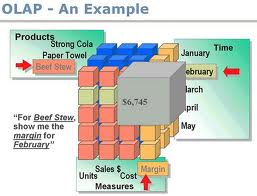 OLAP - An Example
Products
Strong Cola
Paper Towel
Beef Stew
Time
January
February
March
April
May
$6,745
“For Beef Stew,
show me the
margin for
February”
Sales $
Margin
Units
Cost
Measures